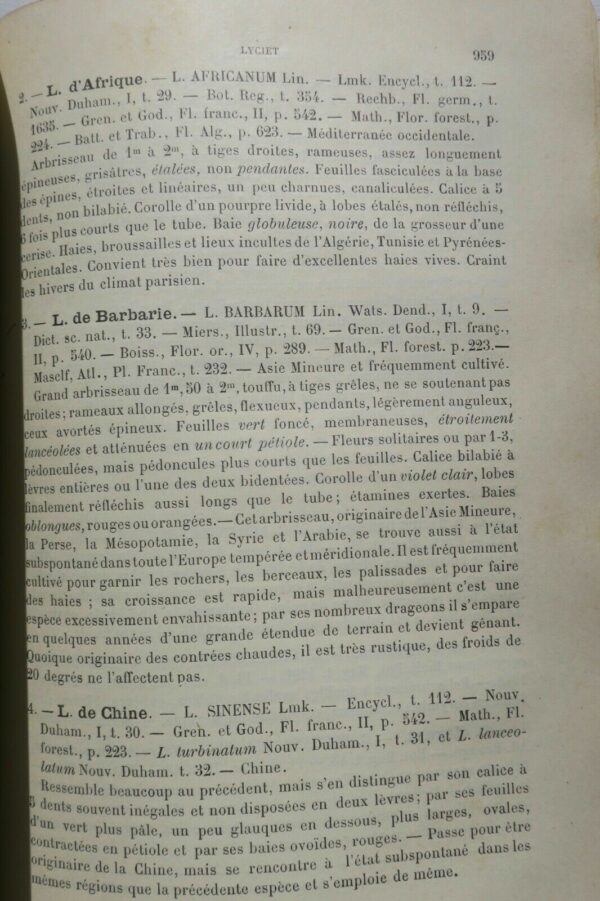 LYCIET
959
2. — L. d'Afrique. — L. AFRICANUM Lin. — Lmk. Encycl., t. 112. —
Nouv. Duham., I, t. 29. — Bot. Reg., t. 354. — Rechb., Fl. germ., t.
1635. — Gren. et God., Fl. franc., II, p. 542. — Math., Flor. forest., p.
224. — Batt. et Trab., Fl. Alg., p. 623. — Méditerranée occidentale.
Arbrisseau de 1m à 2m, à tiges droites, rameuses, assez longuement
épineuses, grisâtres, étalées, non pendantes. Feuilles fasciculées à la base
des épines, étroites et linéaires, un peu charnues, canaliculées. Calice à 5
dents, non bilabié. Corolle d'un pourpre livide, à lobes étalés, non réfléchis,
6 fois plus courts que le tube. Baie globuleuse, noire, de la grosseur d'une
cerise. Haies, broussailles et lieux incultes de l'Algérie, Tunisie et Pyrénées-
Orientales. Convient très bien pour faire d'excellentes haies vives. Craint
les hivers du climat parisien.
3. — L. de Barbarie. — L. BARBARUM Lin. Wats. Dend., I, t. 9. —
Dict. sc. nat., t. 33. — Miers., Illustr., t. 69. — Gren. et God., Fl. franç.,
II, p. 540. — Boiss., Flor. or., IV, p. 289. — Math., Fl. forest. p. 223.—
Masclf, Atl., Pl. Franc., t. 232. — Asie Mineure et fréquemment cultivé.
Grand arbrisseau de 1m,50 à 2m, touffu, à tiges grêles, ne se soutenant pas
droites; rameaux allongés, grêles, flexueux, pendants, légèrement anguleux,
ceux avortés épineux. Feuilles vert foncé, membraneuses, étroitement
lancéolées et atténuées en un court pétiole. — Fleurs solitaires ou par 1-3,
pédonculées, mais pédoncules plus courts que les feuilles. Calice bilabié à
lèvres entières ou l'une des deux bidentées. Corolle d'un violet clair, lobes
finalement réfléchis aussi longs que le tube; étamines exertes. Baies
oblongues, rouges ou orangées. — Cet arbrisseau, originaire de l'Asie Mineure,
la Perse, la Mésopotamie, la Syrie et l'Arabie, se trouve aussi à l'état
subspontané dans toute l'Europe tempérée et méridionale. Il est fréquemment
cultivé pour garnir les rochers, les berceaux, les palissades et pour faire
des haies; sa croissance est rapide, mais malheureusement c'est une
espèce excessivement envahissante; par ses nombreux drageons il s'empare
en quelques années d'une grande étendue de terrain et devient gênant.
Quoique originaire des contrées chaudes, il est très rustique, des froids de
20 degrés ne l'affectent pas.
4. — L. de Chine. — L. SINENSE Lmk. — Encycl., t. 112. — Nouv.
Duham., I, t. 30. — Gren. et God., Fl. franc., II, p. 542. — Math., Fl.
forest., p. 223. — L. turbinatum Nouv. Duham., I, t. 31, et L. lanceo-
latum Nouv. Duham. t. 32. — Chine.
Ressemble beaucoup au précédent, mais s'en distingue par son calice à
5 dents souvent inégales et non disposées en deux lèvres; par ses feuilles
d'un vert plus pâle, un peu glauques en dessous, plus larges, ovales,
contractées en pétiole et par ses baies ovoïdes, rouges. — Passe pour être
originaire de la Chine, mais se rencontre à l'état subspontané dans les
mêmes régions que la précédente espèce et s'emploie de même.